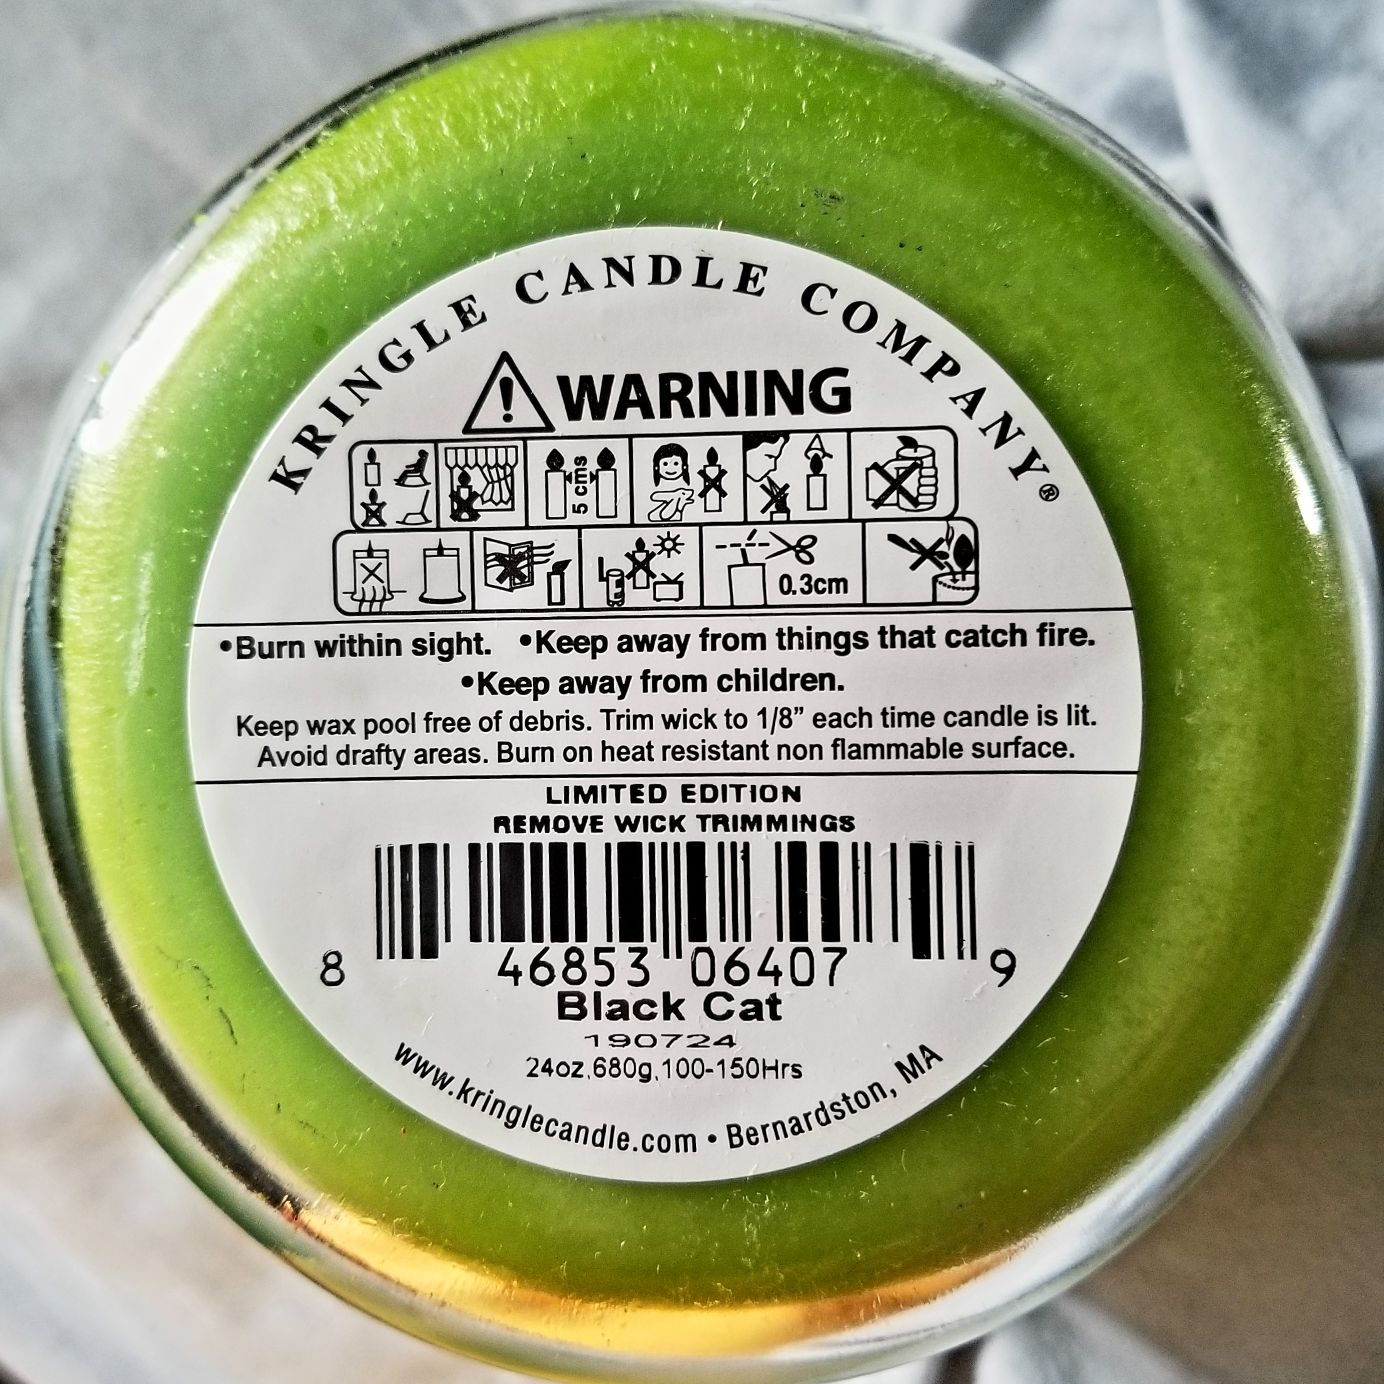 KRINGLE CANDLE COMPANY®
WARNING
5 cms
0.3cm
•Burn within sight. •Keep away from things that catch fire.
•Keep away from children.
Keep wax pool free of debris. Trim wick to 1/8” each time candle is lit.
Avoid drafty areas. Burn on heat resistant non flammable surface.
LIMITED EDITION
REMOVE WICK TRIMMINGS
8 46853 06407 9
Black Cat
190724
24oz,680g,100-150Hrs
www.kringlecandle.com • Bernardston, MA